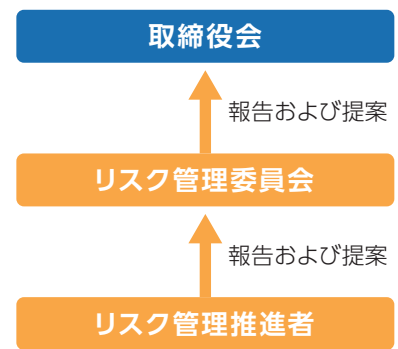 取締役会
報告および提案
リスク管理委員会
報告および提案
リスク管理推進者